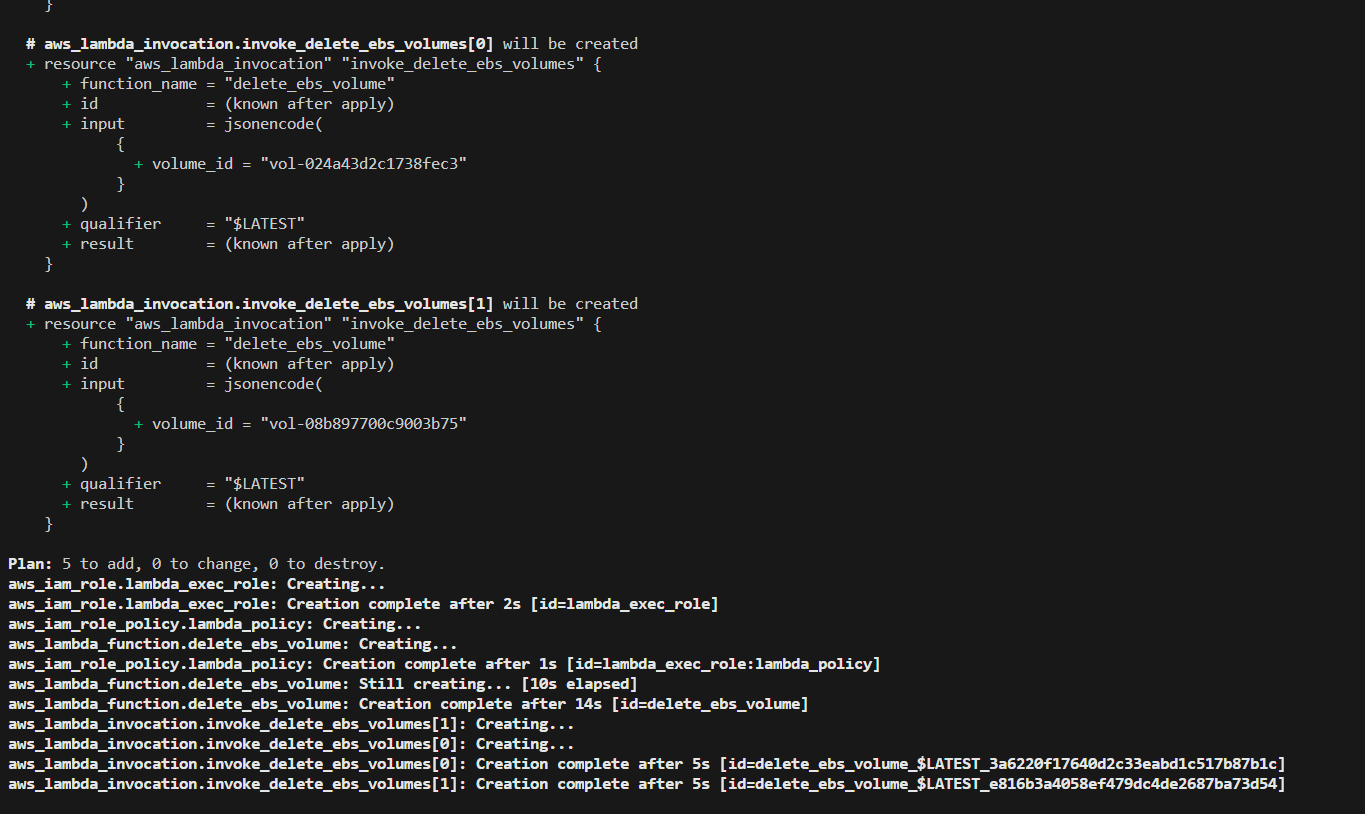 }
# aws_lambda_invocation.invoke_delete_ebs_volumes[0] will be created
+ resource "aws_lambda_invocation" "invoke_delete_ebs_volumes" {
+ function_name = "delete_ebs_volume"
+ id            = (known after apply)
+ input         = jsonencode(
{
+ volume_id = "vol-024a43d2c1738fec3"
}
)
+ qualifier     = "$LATEST"
+ result        = (known after apply)
}
# aws_lambda_invocation.invoke_delete_ebs_volumes[1] will be created
+ resource "aws_lambda_invocation" "invoke_delete_ebs_volumes" {
+ function_name = "delete_ebs_volume"
+ id            = (known after apply)
+ input         = jsonencode(
{
+ volume_id = "vol-08b897700c9003b75"
}
)
+ qualifier     = "$LATEST"
+ result        = (known after apply)
}
Plan: 5 to add, 0 to change, 0 to destroy.
aws_iam_role.lambda_exec_role: Creating...
aws_iam_role.lambda_exec_role: Creation complete after 2s [id=lambda_exec_role]
aws_iam_role_policy.lambda_policy: Creating...
aws_lambda_function.delete_ebs_volume: Creating...
aws_iam_role_policy.lambda_policy: Creation complete after 1s [id=lambda_exec_role:lambda_policy]
aws_lambda_function.delete_ebs_volume: Still creating... [10s elapsed]
aws_lambda_function.delete_ebs_volume: Creation complete after 14s [id=delete_ebs_volume]
aws_lambda_invocation.invoke_delete_ebs_volumes[1]: Creating...
aws_lambda_invocation.invoke_delete_ebs_volumes[0]: Creating...
aws_lambda_invocation.invoke_delete_ebs_volumes[0]: Creation complete after 5s [id=delete_ebs_volume_$LATEST_3a6220f17640d2c33eabd1c517b87b1c]
aws_lambda_invocation.invoke_delete_ebs_volumes[1]: Creation complete after 5s [id=delete_ebs_volume_$LATEST_e816b3a4058ef479dc4de2687ba73d54]